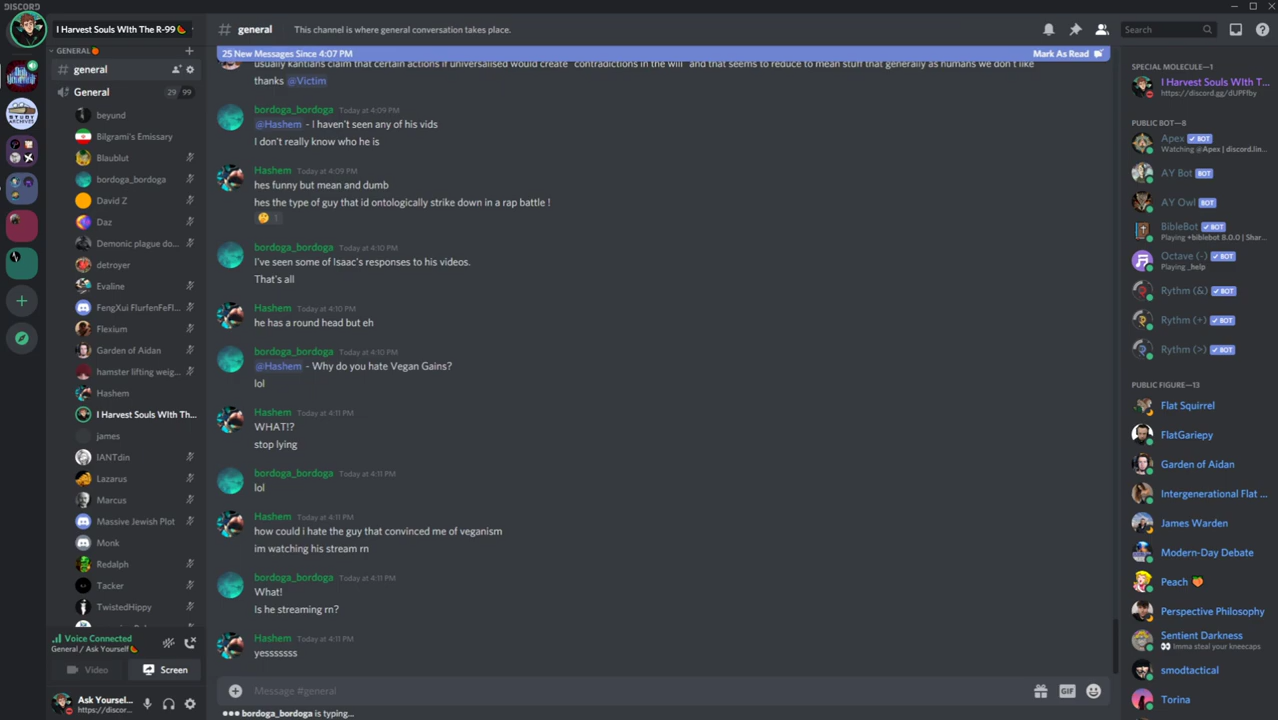 DISCORD
I Harvest Souls WIth The R-99
general
This channel is where general conversation takes place.
Search
GENERAL
general
General
29 99
beyund
Bilgrami's Emissary
Blaublut
bordoga_bordoga
David Z
Daz
Demonic plague do...
detroyer
Evaline
FengXui FlurfenFeFl...
Flexium
Garden of Aidan
hamster lifting weig...
Hashem
I Harvest Souls WIth Th...
james
IANTdin
Lazarus
Marcus
Massive Jewish Plot
Monk
Redalph
Tacker
TwistedHippy
Voice Connected
General / Ask Yourself
Video
Screen
Ask Yoursel...
https://discor...
STUDY
ARCHIVES
25 New Messages Since 4:07 PM
Mark As Read
usually kantians claim that certain actions if universalised would create "contradictions in the will" and that seems to reduce to mean stuff that generally as humans we don't like
thanks @Victim
bordoga_bordoga Today at 4:09 PM
@Hashem - I haven't seen any of his vids
I don't really know who he is
Hashem Today at 4:09 PM
hes funny but mean and dumb
hes the type of guy that id ontologically strike down in a rap battle !
1
bordoga_bordoga Today at 4:10 PM
I've seen some of Isaac's responses to his videos.
That's all
Hashem Today at 4:10 PM
he has a round head but eh
bordoga_bordoga Today at 4:10 PM
@Hashem - Why do you hate Vegan Gains?
lol
Hashem Today at 4:11 PM
WHAT!?
stop lying
bordoga_bordoga Today at 4:11 PM
lol
Hashem Today at 4:11 PM
how could i hate the guy that convinced me of veganism
im watching his stream rn
bordoga_bordoga Today at 4:11 PM
What!
Is he streaming rn?
Hashem Today at 4:11 PM
yesssssss
Message #general
GIF
bordoga_bordoga is typing...
SPECIAL MOLECULE—1
I Harvest Souls WIth The T...
https://discord.gg/dUPFfby
PUBLIC BOT—8
Apex BOT
Watching @Apex | discord.lin...
AY Bot BOT
AY Owl BOT
BibleBot BOT
Playing +biblebot 8.0.0 | Shar...
Octave (-) BOT
Playing _help
Rythm (&) BOT
Rythm (+) BOT
Rythm (>) BOT
PUBLIC FIGURE—13
Flat Squirrel
FlatGariepy
Garden of Aidan
Intergenerational Flat ...
James Warden
Modern-Day Debate
Peach
Perspective Philosophy
Sentient Darkness
Imma steal your kneecaps
smodtactical
Torina